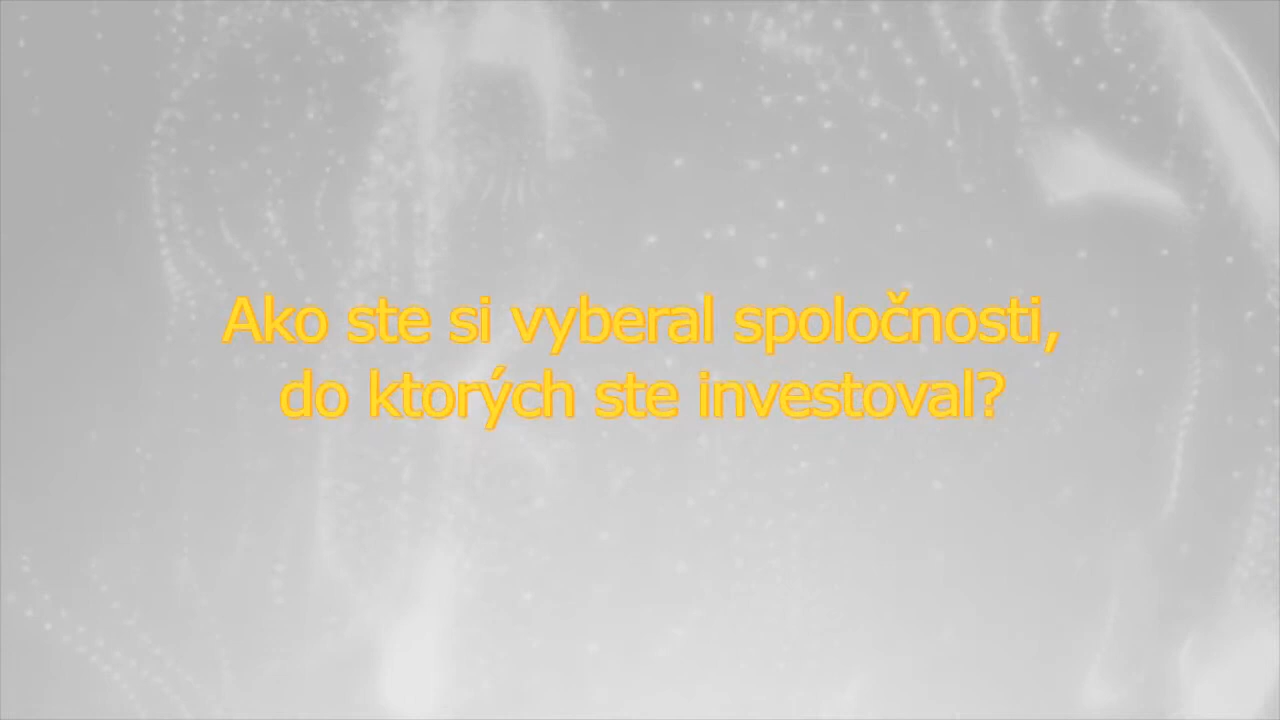 Ako ste si vyberal spoločnosti,
do ktorých ste investoval?